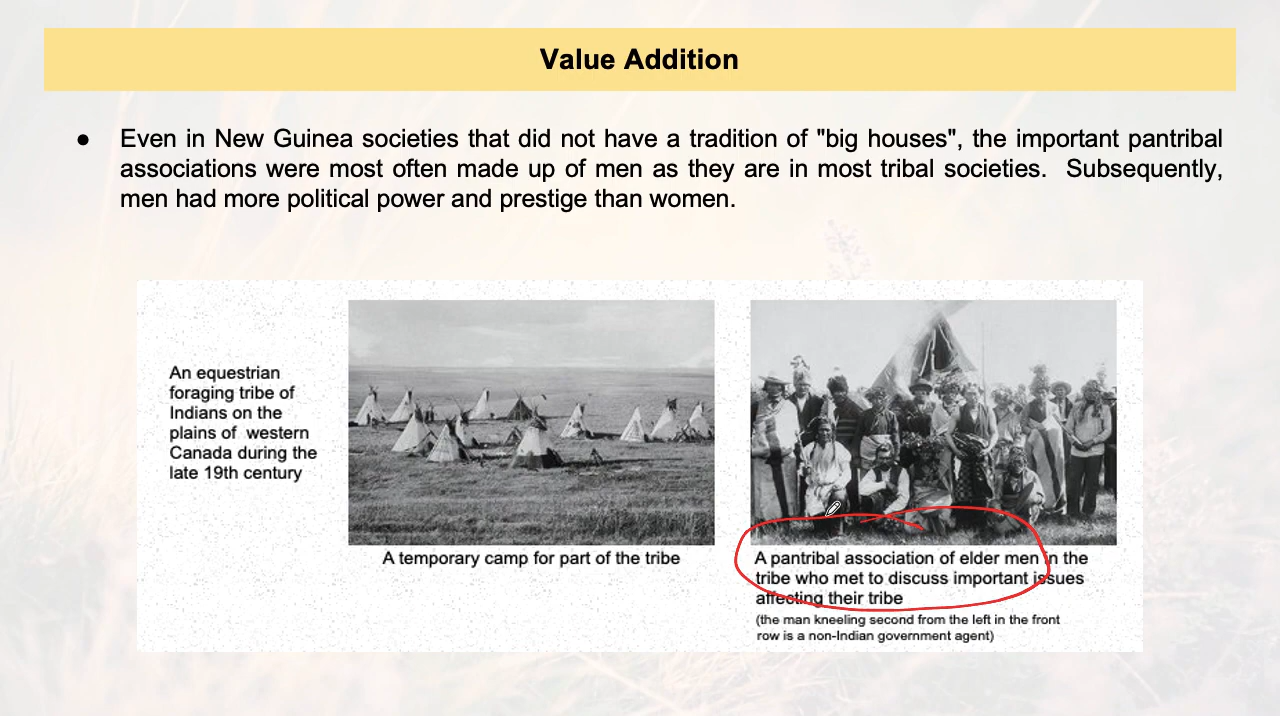 Value Addition
● Even in New Guinea societies that did not have a tradition of "big houses", the important pantribal
associations were most often made up of men as they are in most tribal societies. Subsequently,
men had more political power and prestige than women.
An equestrian
foraging tribe of
Indians on the
plains of western
Canada during the
late 19th century
A temporary camp for part of the tribe
A pantribal association of elder men in the
tribe who met to discuss important issues
affecting their tribe
(the man kneeling second from the left in the front
row is a non-Indian government agent)